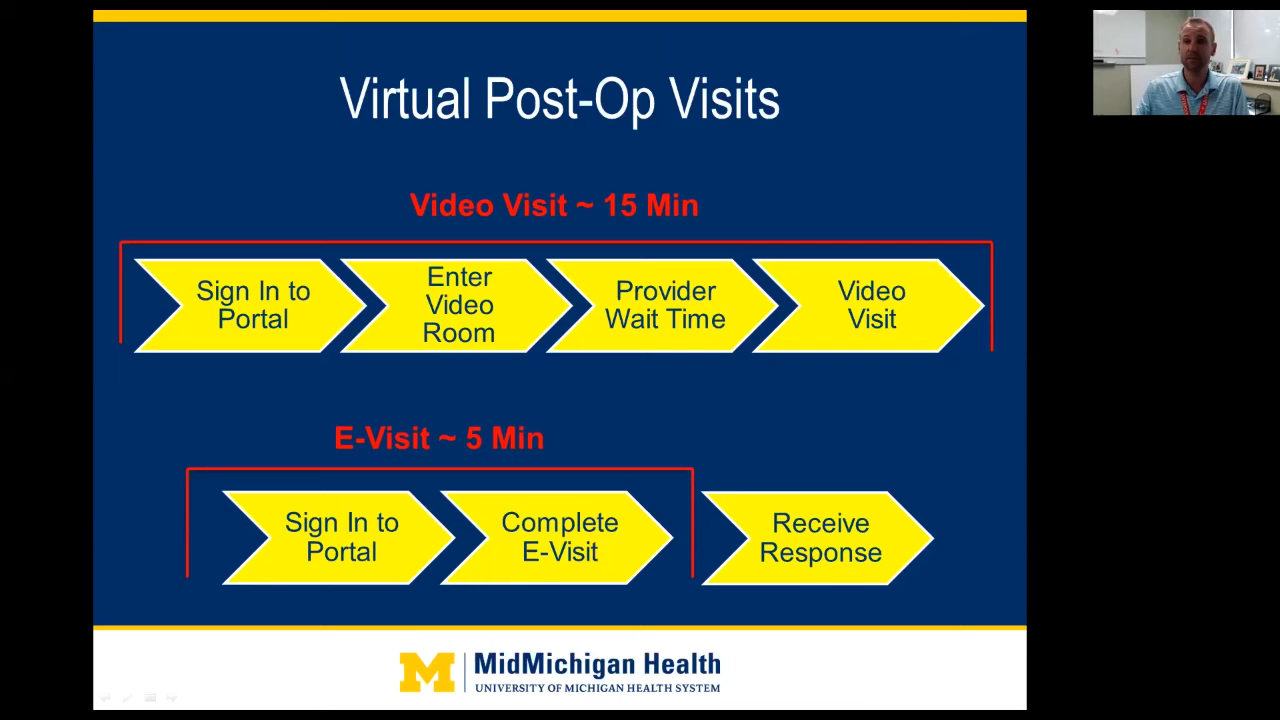 Virtual Post-Op Visits
Video Visit ~ 15 Min
Sign In to
Portal
Enter
Video
Room
Provider
Wait Time
Video
Visit
E-Visit ~ 5 Min
Sign In to
Portal
Complete
E-Visit
Receive
Response
M
MidMichigan Health
UNIVERSITY OF MICHIGAN HEALTH SYSTEM